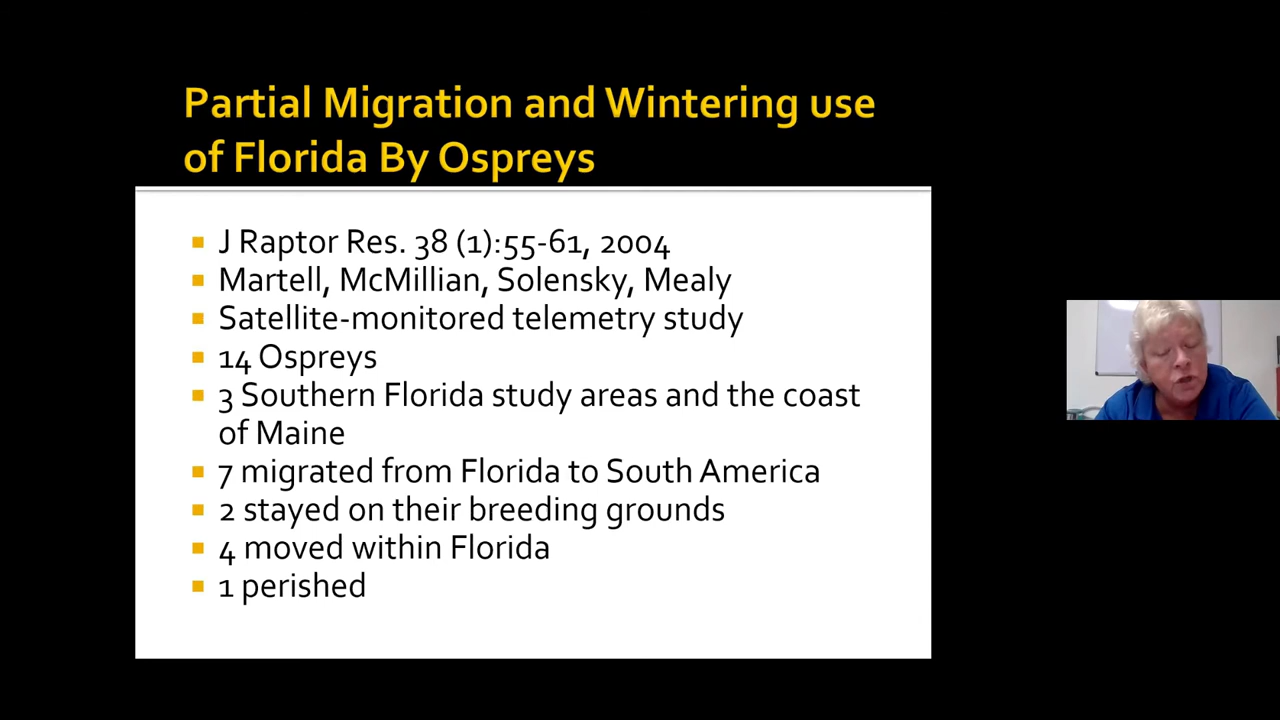 Partial Migration and Wintering use
of Florida By Ospreys
J Raptor Res. 38 (1):55-61, 2004
Martell, McMillian, Solensky, Mealy
Satellite-monitored telemetry study
14 Ospreys
3 Southern Florida study areas and the coast
of Maine
7 migrated from Florida to South America
2 stayed on their breeding grounds
4 moved within Florida
1 perished